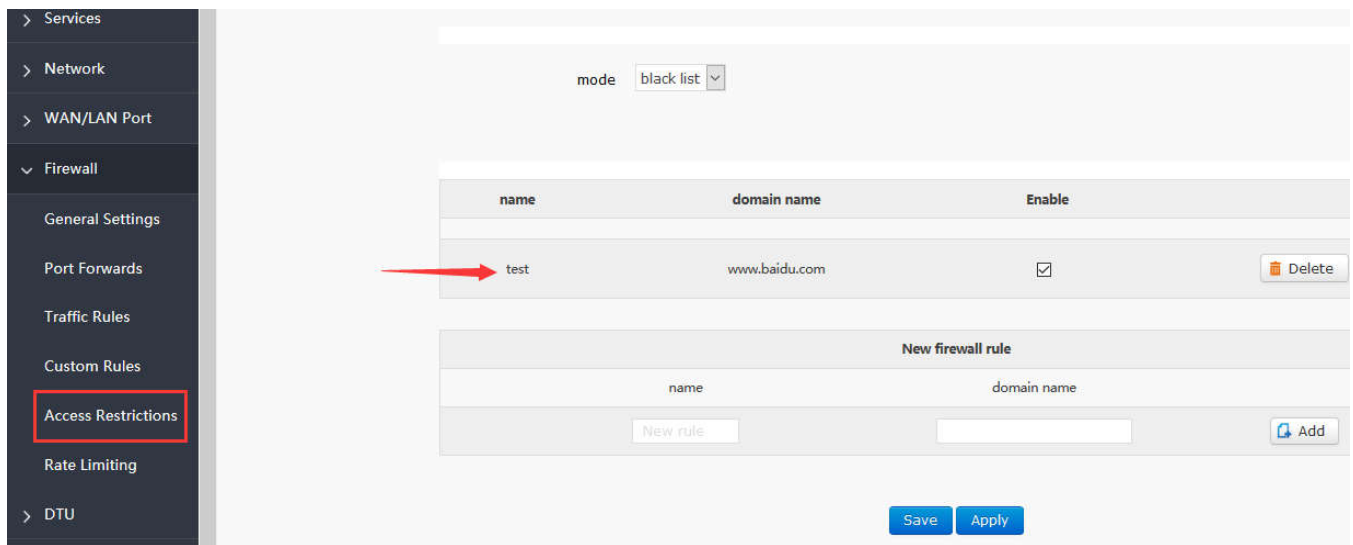 Services
Network
WAN/LAN Port
Firewall
General Settings
Port Forwards
Traffic Rules
Custom Rules
Access Restrictions
Rate Limiting
DTU
mode black list
name domain name Enable
test www.baidu.com Delete
New firewall rule
name domain name
New rule Add
Save Apply